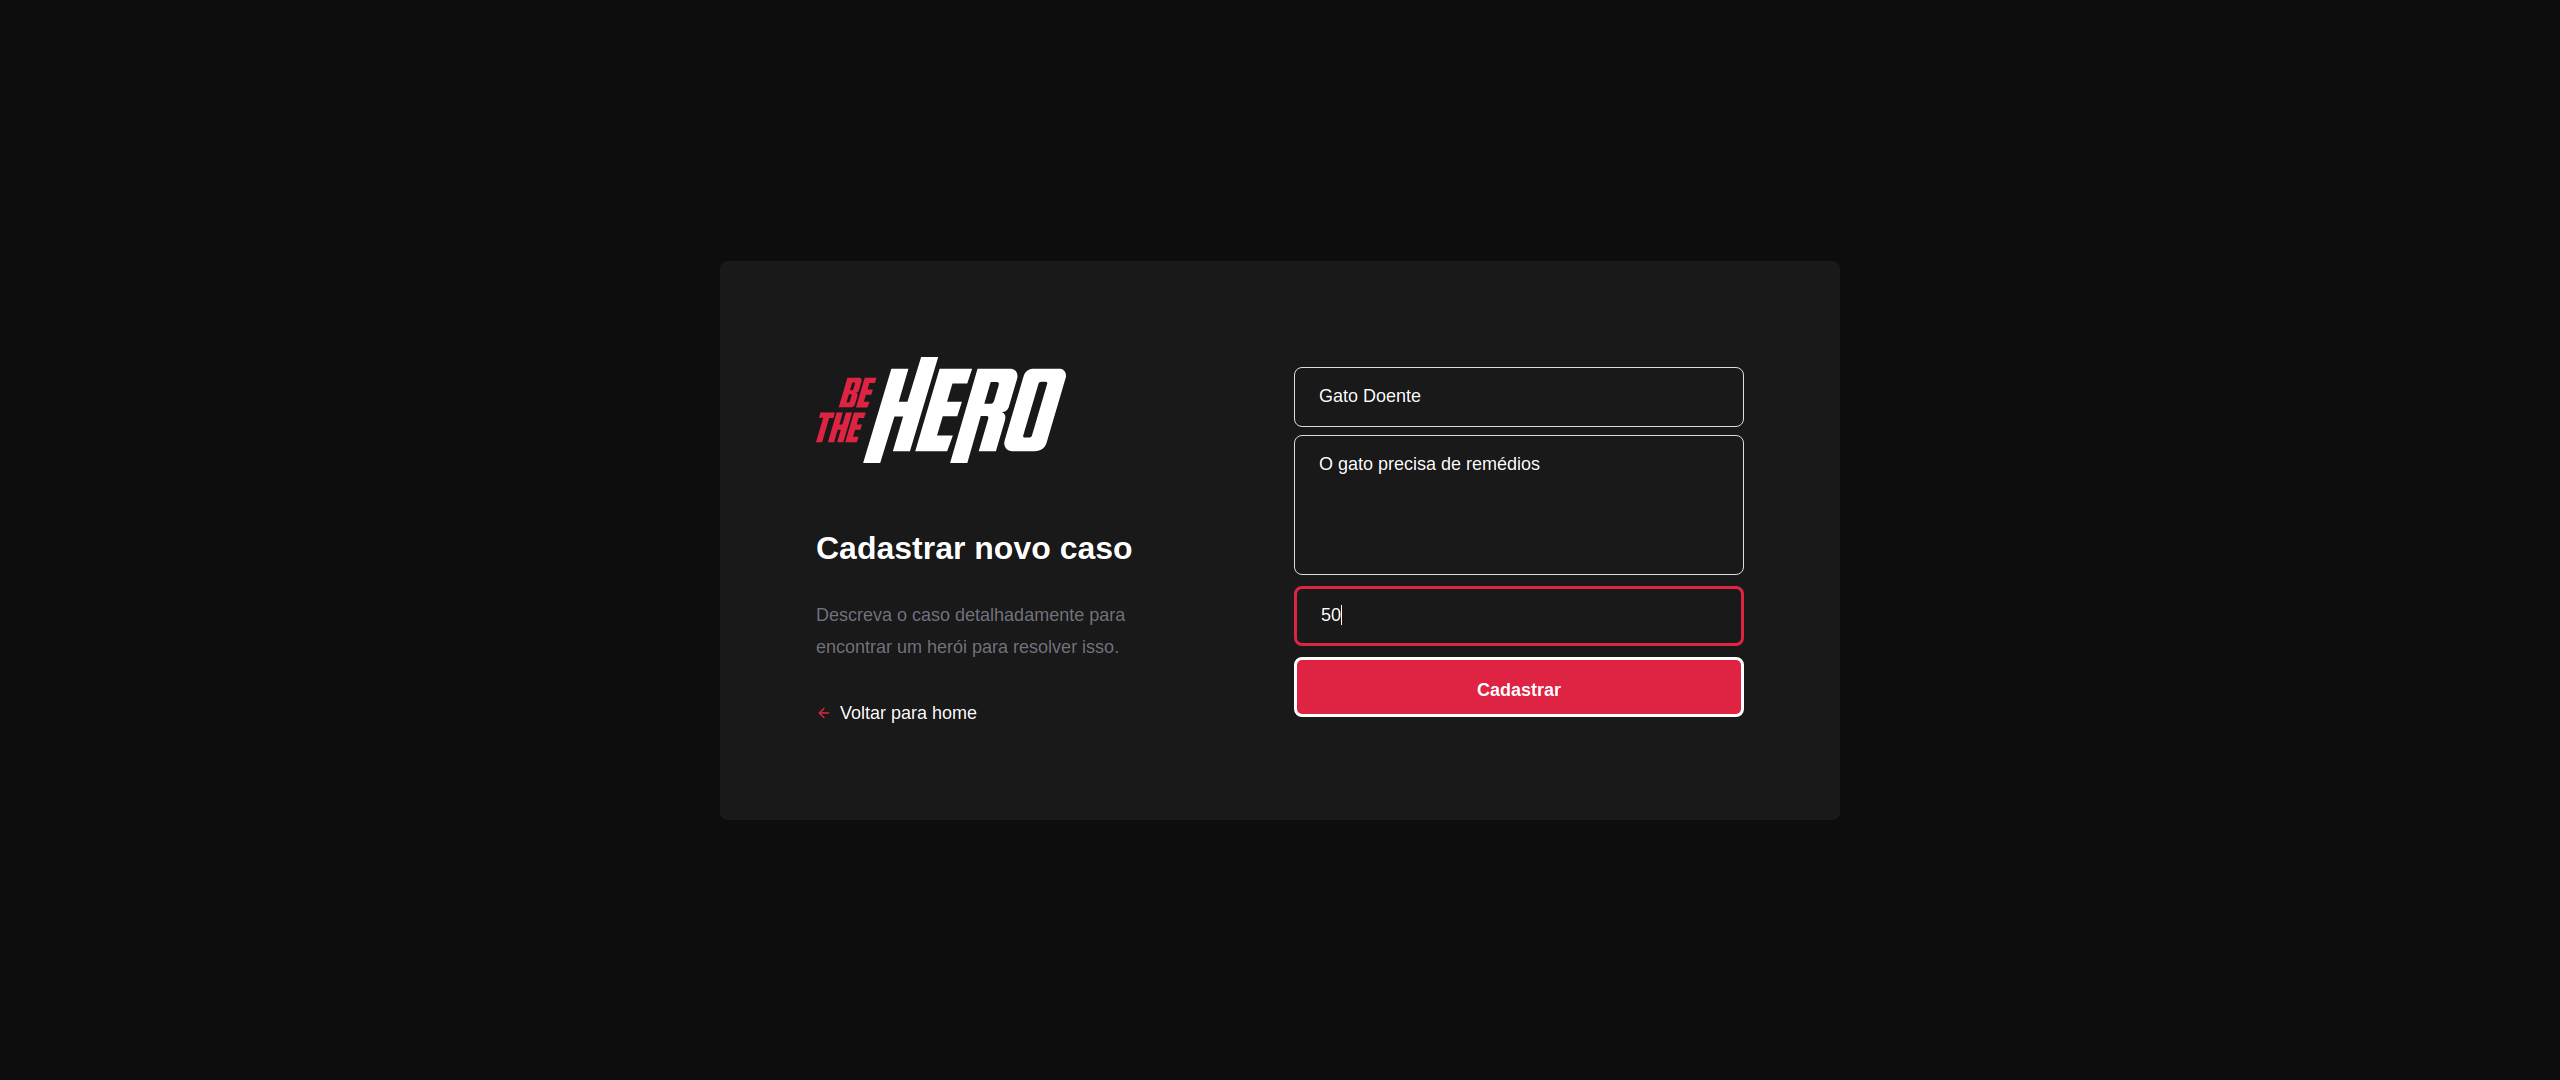 BE
THE
HERO
Cadastrar novo caso
Descreva o caso detalhadamente para
encontrar um herói para resolver isso.
Voltar para home
Gato Doente
O gato precisa de remédios
50
Cadastrar